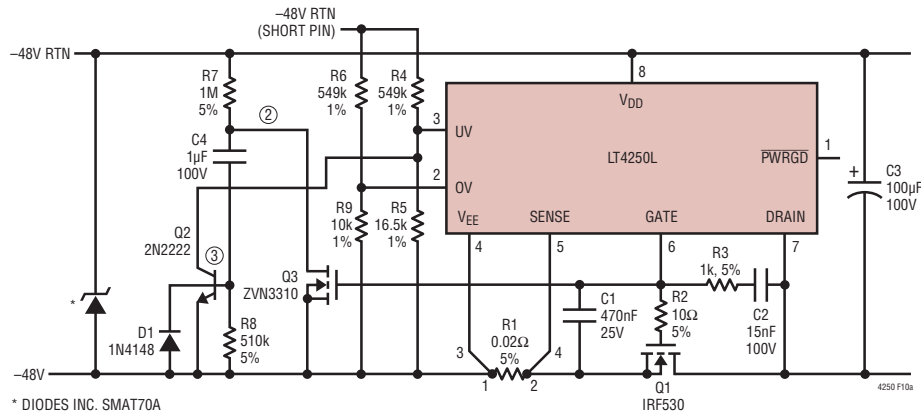 –48V RTN
(SHORT PIN)
–48V RTN
R7
1M
5%
R6
549k
1%
R4
549k
1%
8
VDD
②
3
UV
C4
1µF
100V
LT4250L
PWRGD
1
2
OV
C3
100µF
100V
+
R9
10k
1%
R5
16.5k
1%
VEE
SENSE
GATE
DRAIN
Q2
2N2222
③
4
5
6
7
R3
1k, 5%
Q3
ZVN3310
*
D1
1N4148
R8
510k
5%
C1
470nF
25V
R2
10Ω
5%
C2
15nF
100V
R1
0.02Ω
5%
3
4
–48V
1
2
Q1
IRF530
4250 F10a
* DIODES INC. SMAT70A